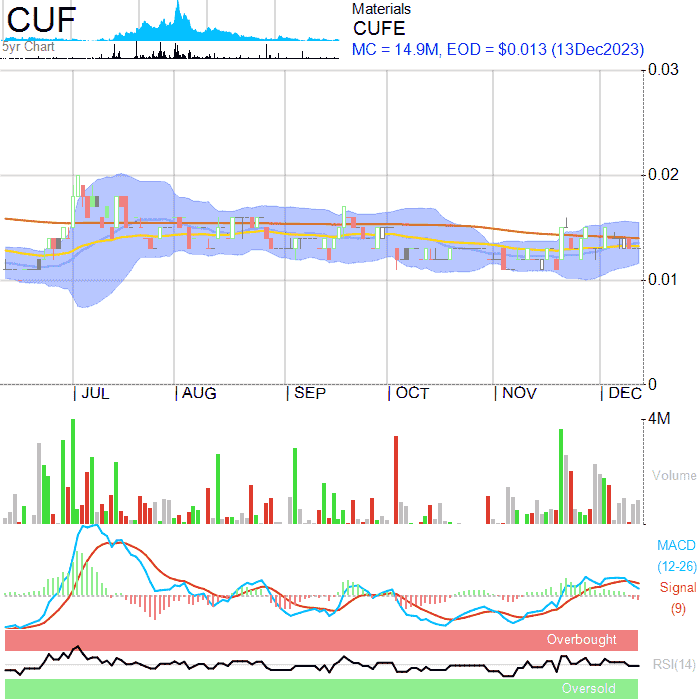 CUF
5yr Chart
Materials
CUFE
MC = 14.9M, EOD = $0.013 (13Dec2023)
0.03
0.02
0.01
0
JUL AUG SEP OCT NOV DEC
4M
Volume
MACD
(12-26)
Signal
(9)
Overbought
RSI(14)
Oversold